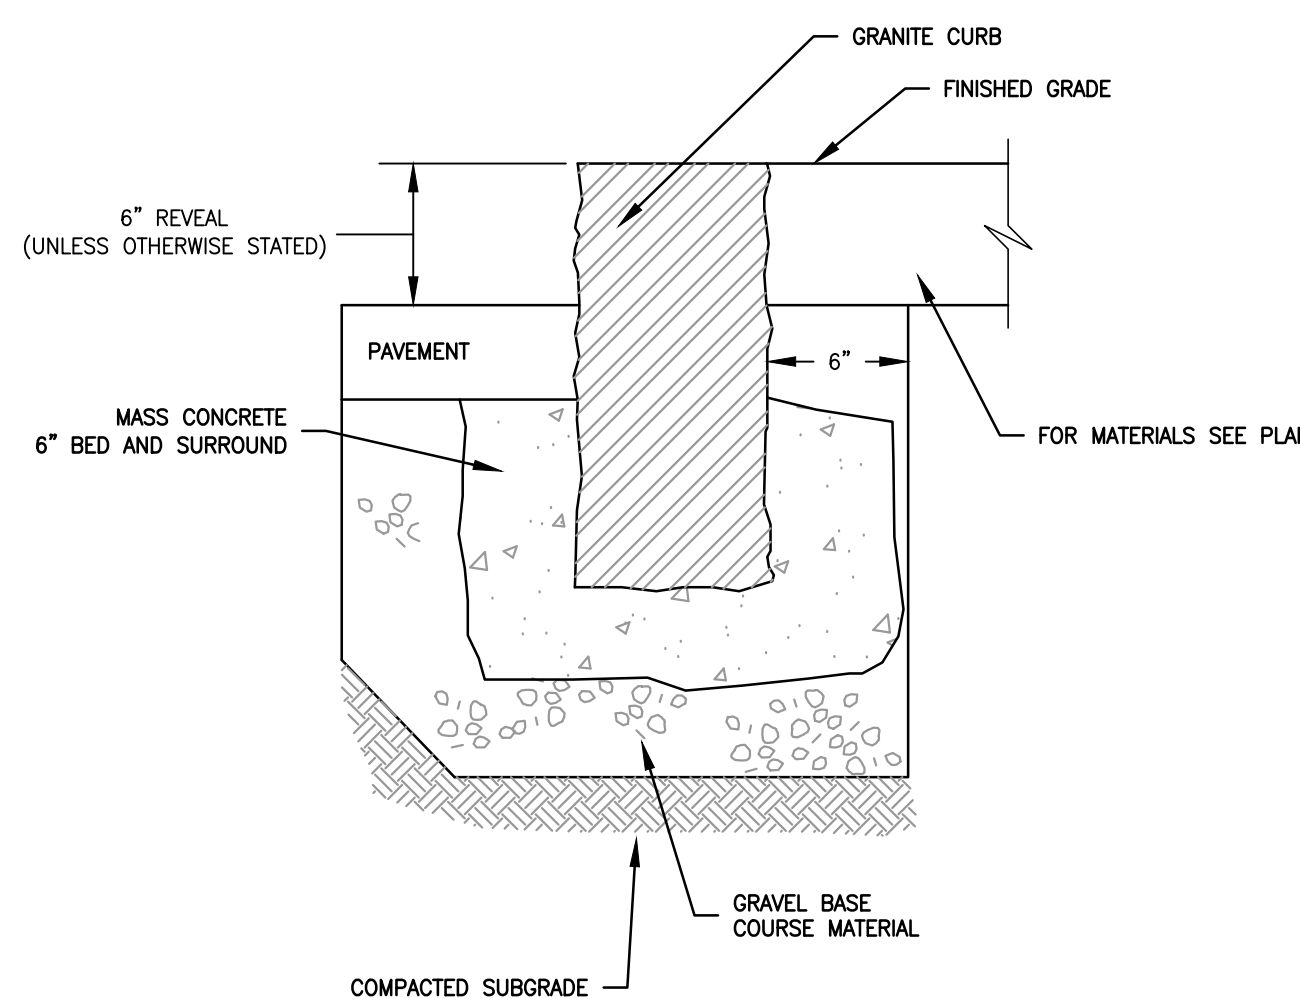 GRANITE CURB
FINISHED GRADE
6” REVEAL
(UNLESS OTHERWISE STATED)
PAVEMENT
6”
MASS CONCRETE
6” BED AND SURROUND
FOR MATERIALS SEE
GRAVEL BASE
COURSE MATERIAL
COMPACTED SUBGRADE